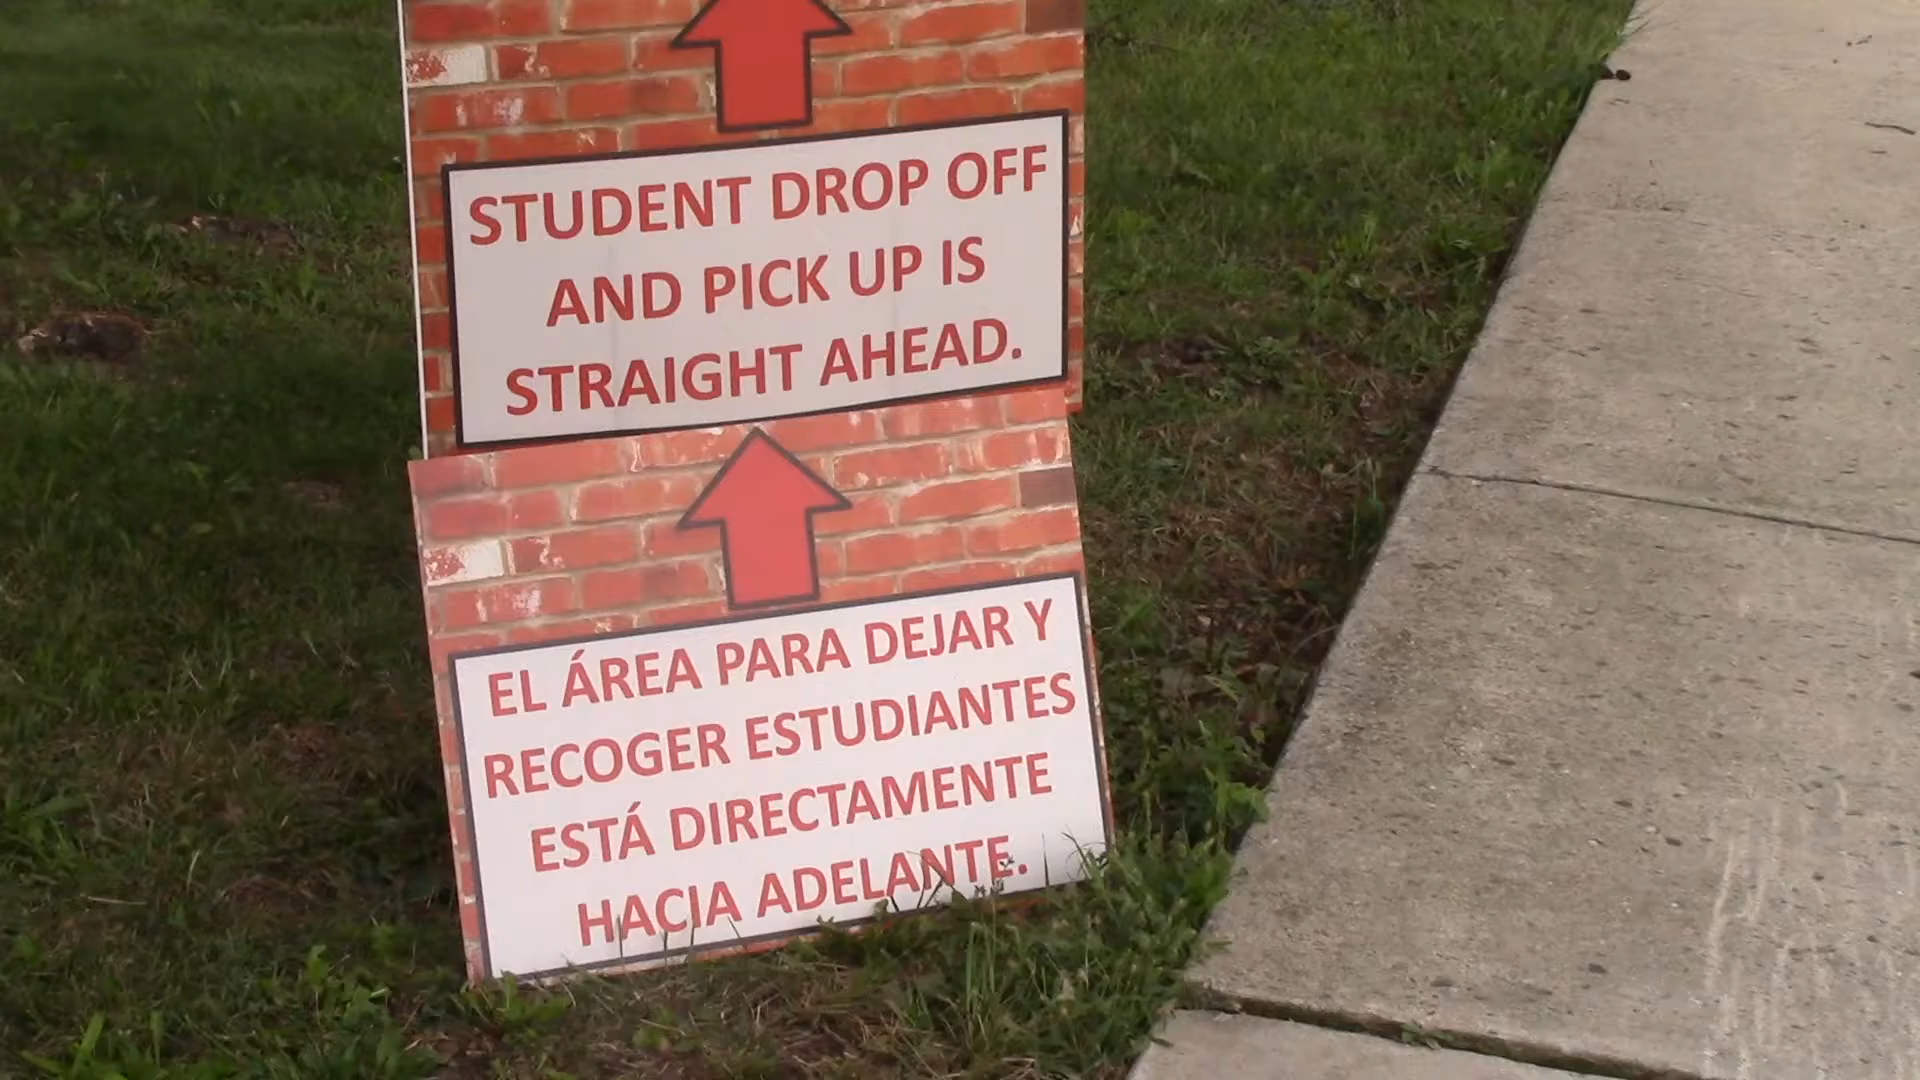 STUDENT DROP OFF
AND PICK UP IS
STRAIGHT AHEAD.
EL ÁREA PARA DEJAR Y
RECOGER ESTUDIANTES
ESTÁ DIRECTAMENTE
HACIA ADELANTE.